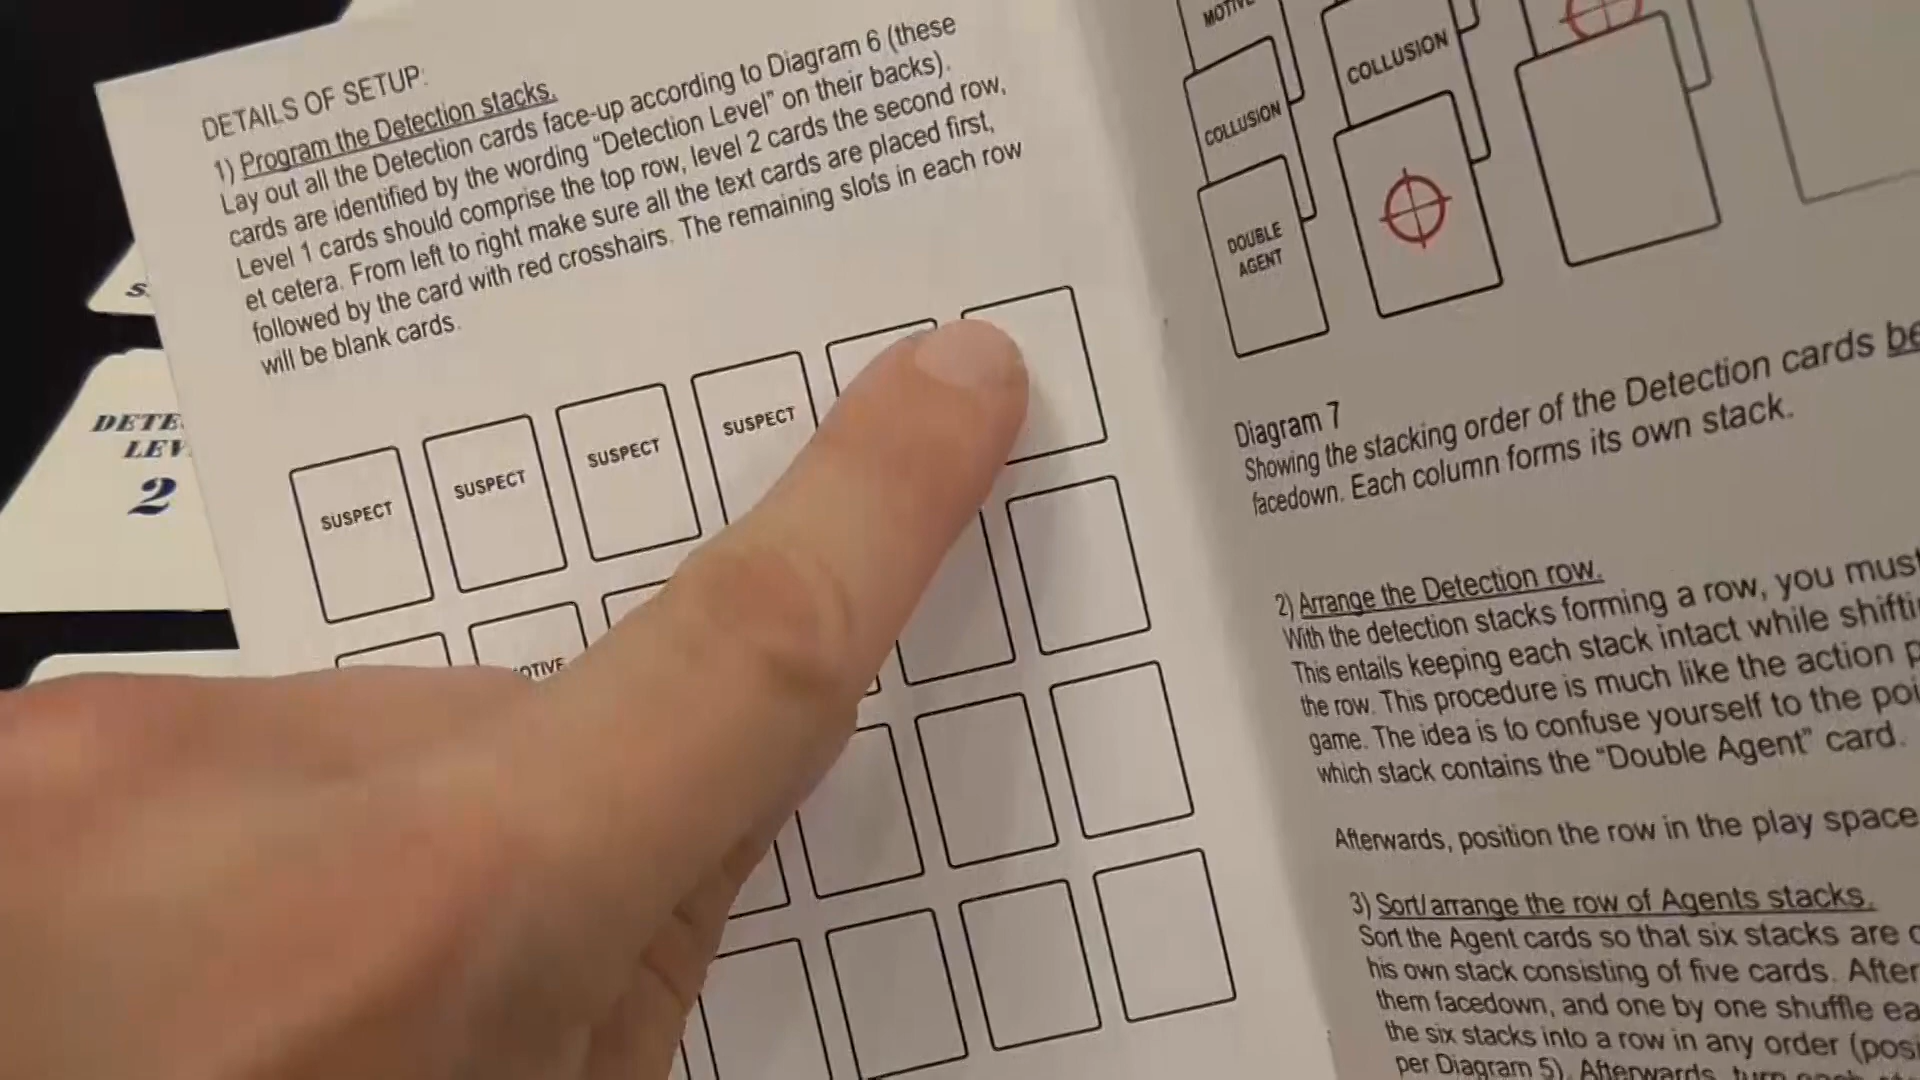 DETAILS OF SETUP:
1) Program the Detection stacks.
Lay out all the Detection cards face-up according to Diagram 6 (these
cards are identified by the wording “Detection Level” on their backs).
Level 1 cards should comprise the top row, level 2 cards the second row,
et cetera. From left to right make sure all the text cards are placed first,
followed by the card with red crosshairs. The remaining slots in each row
will be blank cards.
SUSPECT
SUSPECT
SUSPECT
SUSPECT
2
COLLUSION
COLLUSION
DOUBLE
AGENT
Diagram 7
Showing the stacking order of the Detection cards
facedown. Each column forms its own stack.
2) Arrange the Detection row.
With the detection stacks forming a row, you must
This entails keeping each stack intact while
the row. This procedure is much like the action
game. The idea is to confuse yourself to the
which stack contains the “Double Agent” card.
Afterwards, position the row in the play space
3) Sort/arrange the row of Agents stacks.
Sort the Agent cards so that six stacks are
his own stack consisting of five cards.
them facedown, and one by one shuffle
the six stacks into a row in any order
per Diagram 5). Afterwards,